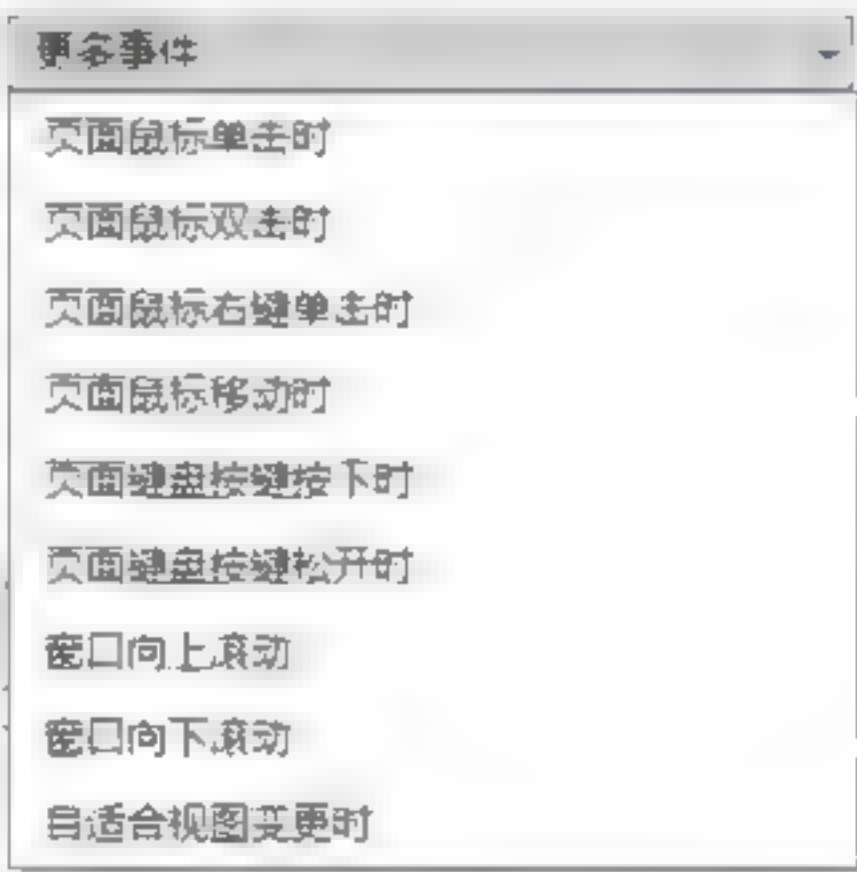 更多事件
页面鼠标单击时
页面鼠标双击时
页面鼠标右键单击时
页面鼠标移动时
页面键盘按键按下时
页面键盘按键松开时
窗口向上滚动
窗口向下滚动
自适合视图变更时